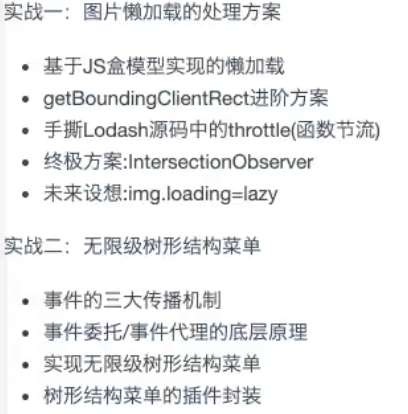 实战一：图片懒加载的处理方案
• 基于JS盒模型实现的懒加载
• getBoundingClientRect进阶方案
• 手撕Lodash源码中的throttle(函数节流)
• 终极方案:IntersectionObserver
• 未来设想:img.loading=lazy
实战二：无限级树形结构菜单
• 事件的三大传播机制
• 事件委托/事件代理的底层原理
• 实现无限级树形结构菜单
• 树形结构菜单的插件封装